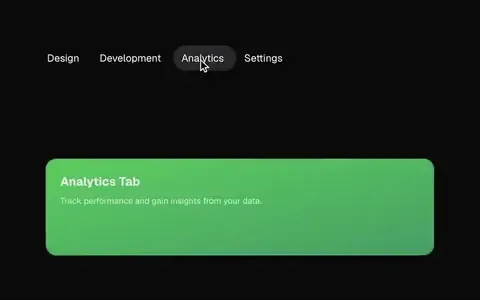 Design Development Analytics Settings
Analytics Tab
Track performance and gain insights from your data.